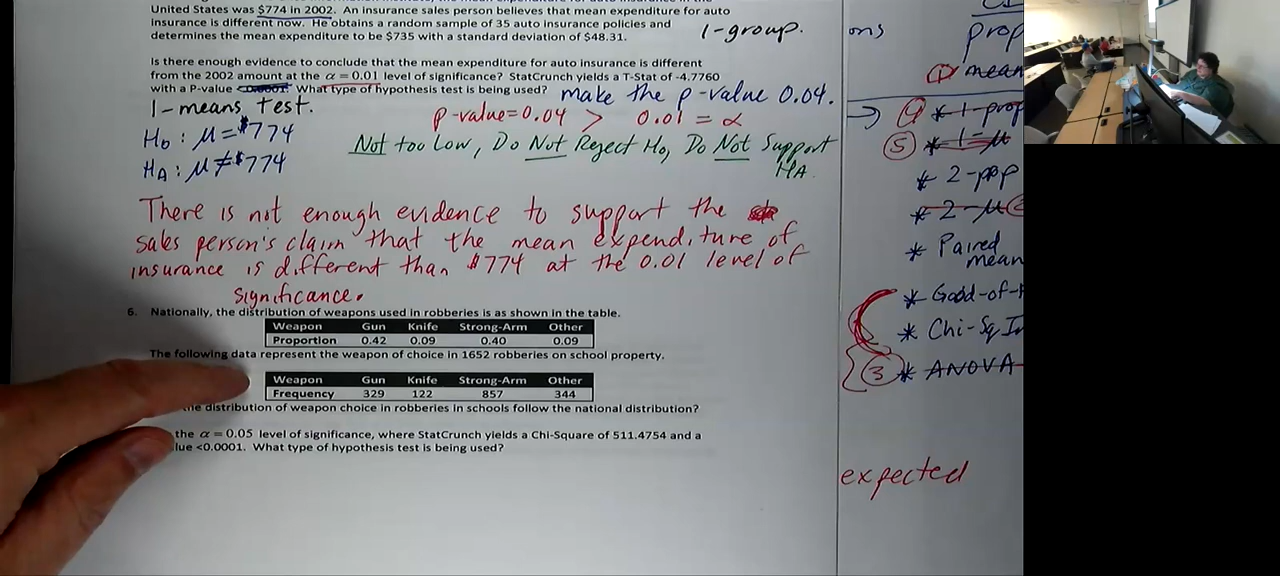 United States was $774 in 2002. An insurance sales person believes that mean expenditure for auto
insurance is different now. He obtains a random sample of 35 auto insurance policies and
determines the mean expenditure to be $735 with a standard deviation of $48.31.
1-group.
Is there enough evidence to conclude that the mean expenditure for auto insurance is different
from the 2002 amount at the α = 0.01 level of significance? StatCrunch yields a T-Stat of -4.7760
with a P-value What type of hypothesis test is being used? make the p-value 0.04.
1-means test.
p-value=0.04 > 0.01 = α
H0: μ=$774
HA: μ≠$774
Not too Low, Do Not Reject H0, Do Not Support
HA.
There is not enough evidence to support the
sales person's claim that the mean expenditure of
insurance is different than $774 at the 0.01 level of
significance.
6. Nationally, the distribution of weapons used in robberies is as shown in the table.
Weapon Gun Knife Strong-Arm Other
Proportion 0.42 0.09 0.40 0.09
The following data represent the weapon of choice in 1652 robberies on school property.
Weapon Gun Knife Strong-Arm Other
Frequency 329 122 857 344
the distribution of weapon choice in robberies in schools follow the national distribution?
the α = 0.05 level of significance, where StatCrunch yields a Chi-Square of 511.4754 and a
lue <0.0001. What type of hypothesis test is being used?
ons
prop
① mean
→ ④ * 1-prop
⑤ * 1-μ
* 2-pop
* 2-μ
* Paired
mean
* Good-of-
* Chi-Sq In
③ * ANOVA
expected